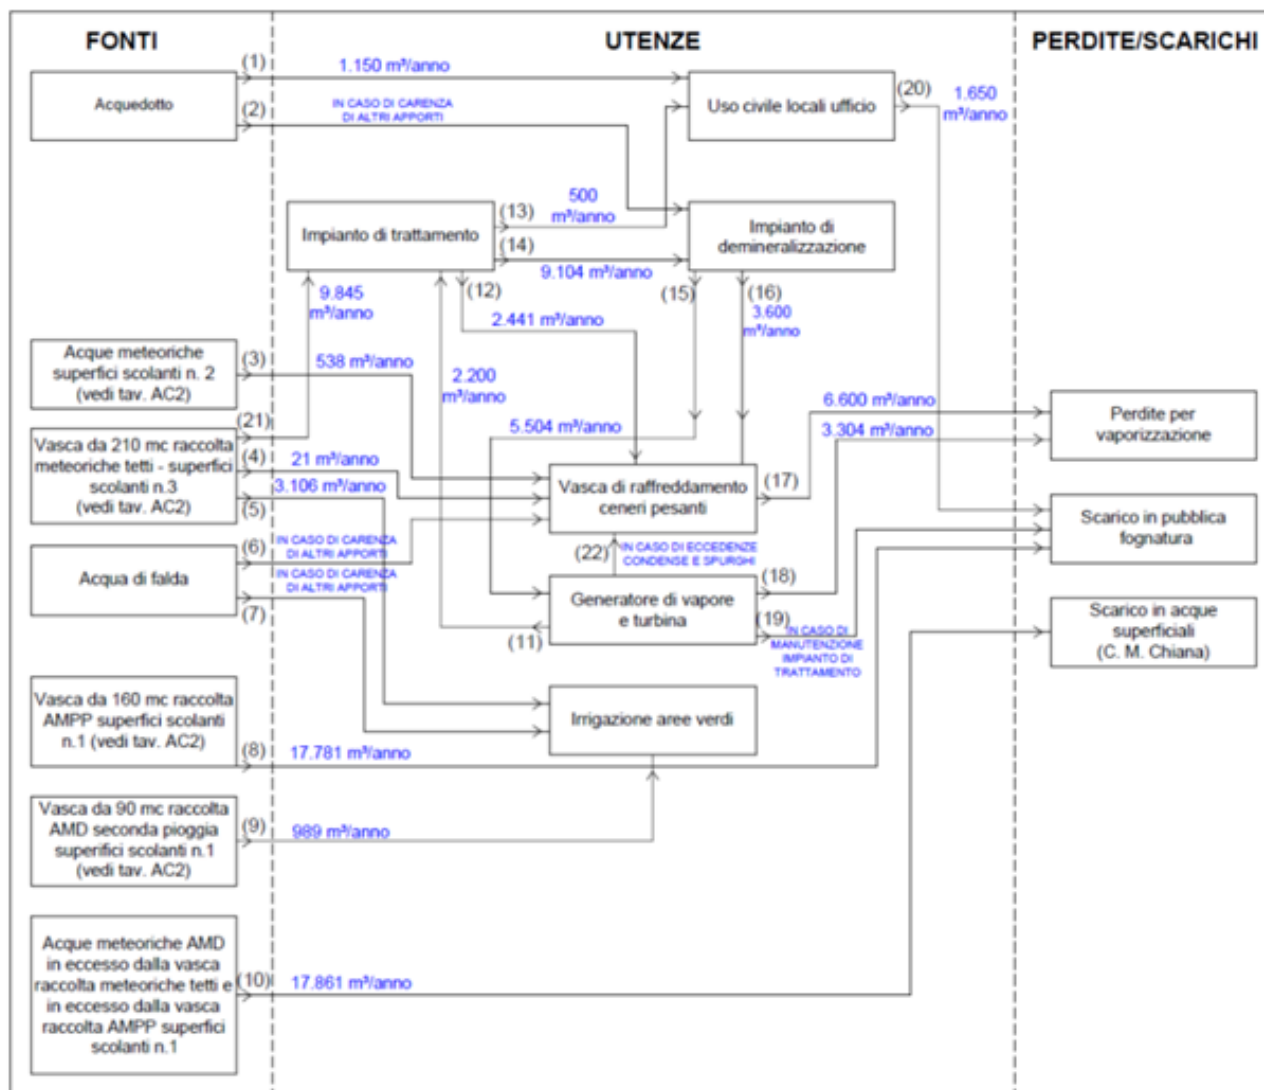 FONTI
UTENZE
PERDITE/SCARICHI
(1)
1.150 m³/anno
Acquedotto
(2)
IN CASO DI CARENZA
DI ALTRI APPORTI
Uso civile locali ufficio
(20)
1.650
m³/anno
Impianto di trattamento
(13)
500
m³/anno
(14)
9.104 m³/anno
Impianto di
demineralizzazione
9.845
m³/anno
(12)
2.441 m³/anno
(15)
(16)
3.600
m³/anno
Acque meteoriche
superfici scolanti n. 2
(vedi tav. AC2)
(3)
538 m³/anno
2.200
m³/anno
(21)
Vasca da 210 mc raccolta
meteoriche tetti - superfici
scolanti n.3
(vedi tav. AC2)
(4)
21 m³/anno
3.106 m³/anno
(5)
5.504 m³/anno
6.600 m³/anno
3.304 m³/anno
Perdite per
vaporizzazione
Vasca di raffreddamento
ceneri pesanti
(17)
Scarico in pubblica
fognatura
Acqua di falda
(6)
IN CASO DI CARENZA
DI ALTRI APPORTI
IN CASO DI CARENZA
DI ALTRI APPORTI
(7)
(22)
IN CASO DI ECCEDENZE
CONDENSE E SPURGHI
Generatore di vapore
e turbina
(18)
(19)
(11)
IN CASO DI
MANUTENZIONE
IMPIANTO DI
TRATTAMENTO
Scarico in acque
superficiali
(C. M. Chiana)
Vasca da 160 mc raccolta
AMPP superfici scolanti
n.1 (vedi tav. AC2)
(8)
17.781 m³/anno
Irrigazione aree verdi
Vasca da 90 mc raccolta
AMD seconda pioggia
superifici scolanti n.1
(vedi tav. AC2)
(9)
989 m³/anno
Acque meteoriche AMD
in eccesso dalla vasca
raccolta meteoriche tetti e
in eccesso dalla vasca
raccolta AMPP superfici
scolanti n.1
(10)
17.861 m³/anno